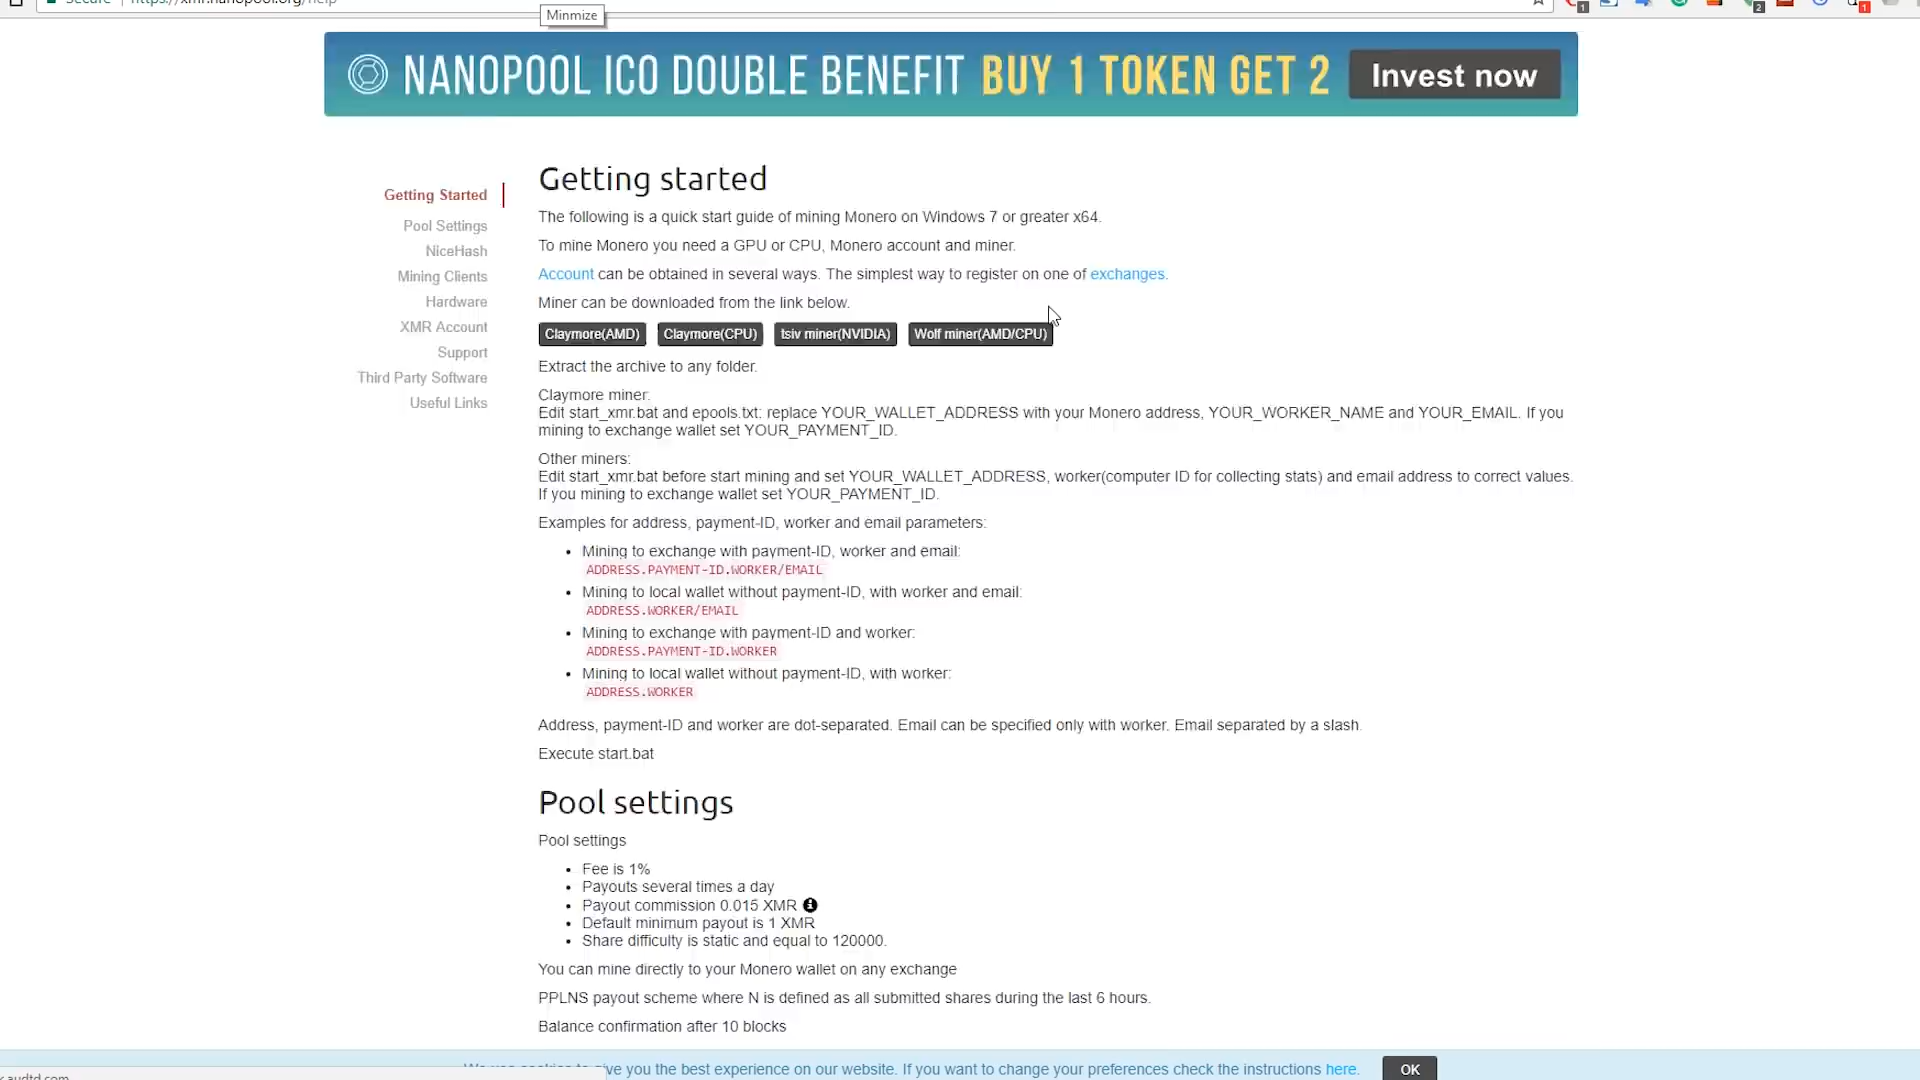 Secure https://xmr.nanopool.org/help
Minmize
1
2
1
NANOPOOL ICO DOUBLE BENEFIT BUY 1 TOKEN GET 2 Invest now
Getting Started
Pool Settings
NiceHash
Mining Clients
Hardware
XMR Account
Support
Third Party Software
Useful Links
Getting started
The following is a quick start guide of mining Monero on Windows 7 or greater x64.
To mine Monero you need a GPU or CPU, Monero account and miner.
Account can be obtained in several ways. The simplest way to register on one of exchanges.
Miner can be downloaded from the link below.
Claymore(AMD) Claymore(CPU) tsiv miner(NVIDIA) Wolf miner(AMD/CPU)
Extract the archive to any folder.
Claymore miner:
Edit start_xmr.bat and epools.txt: replace YOUR_WALLET_ADDRESS with your Monero address, YOUR_WORKER_NAME and YOUR_EMAIL. If you
mining to exchange wallet set YOUR_PAYMENT_ID.
Other miners:
Edit start_xmr.bat before start mining and set YOUR_WALLET_ADDRESS, worker(computer ID for collecting stats) and email address to correct values.
If you mining to exchange wallet set YOUR_PAYMENT_ID.
Examples for address, payment-ID, worker and email parameters:
• Mining to exchange with payment-ID, worker and email:
ADDRESS.PAYMENT-ID.WORKER/EMAIL
• Mining to local wallet without payment-ID, with worker and email:
ADDRESS.WORKER/EMAIL
• Mining to exchange with payment-ID and worker:
ADDRESS.PAYMENT-ID.WORKER
• Mining to local wallet without payment-ID, with worker:
ADDRESS.WORKER
Address, payment-ID and worker are dot-separated. Email can be specified only with worker. Email separated by a slash.
Execute start.bat
Pool settings
Pool settings
• Fee is 1%
• Payouts several times a day
• Payout commission 0.015 XMR
• Default minimum payout is 1 XMR
• Share difficulty is static and equal to 120000.
You can mine directly to your Monero wallet on any exchange
PPLNS payout scheme where N is defined as all submitted shares during the last 6 hours.
Balance confirmation after 10 blocks
We use cookies to give you the best experience on our website. If you want to change your preferences check the instructions here. OK